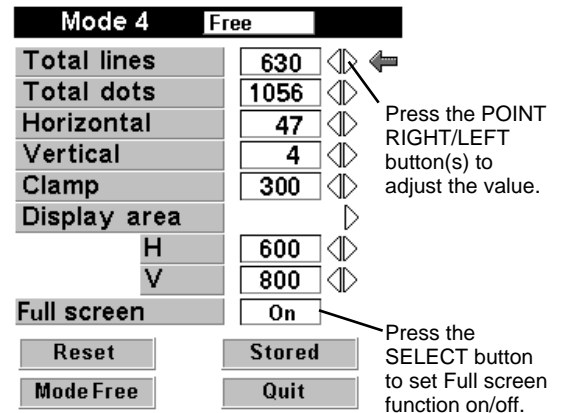 Mode 4 Free
Total lines 630
Total dots 1056
Horizontal 47
Vertical 4
Clamp 300
Display area
H 600
V 800
Full screen On
Reset Stored
Mode Free Quit
Press the POINT
RIGHT/LEFT
button(s) to
adjust the value.
Press the
SELECT button
to set Full screen
function on/off.